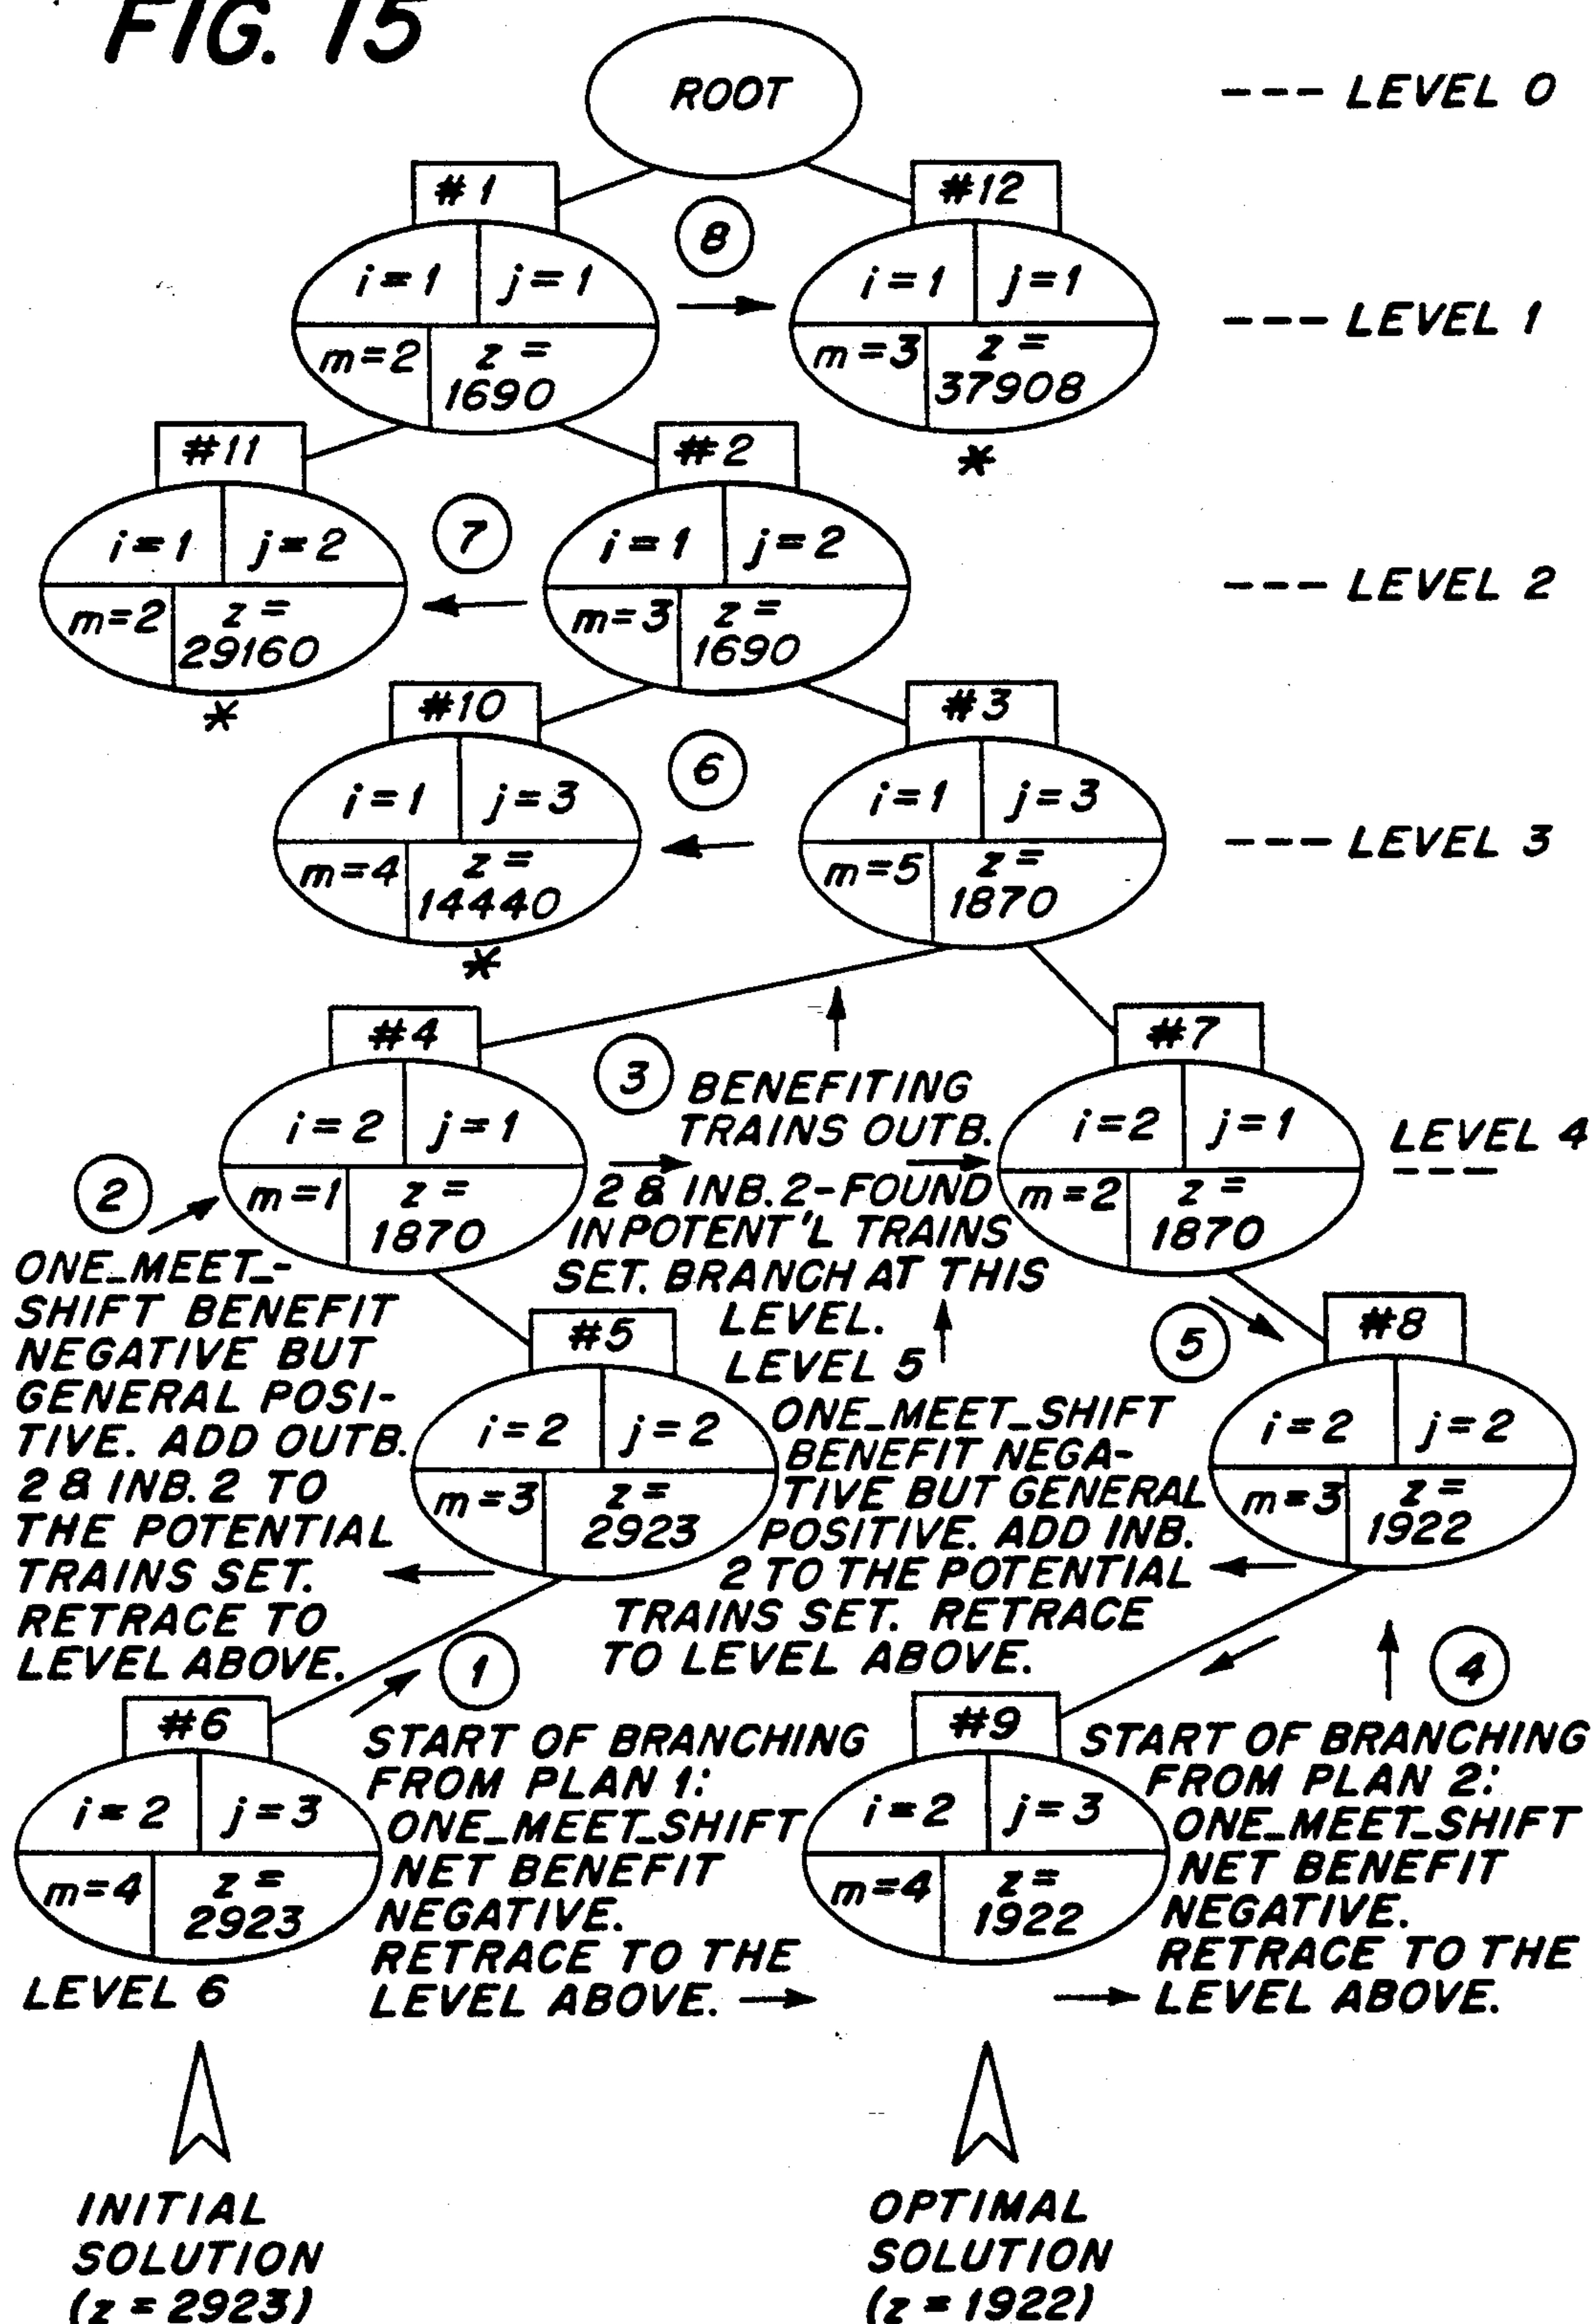 FIG. 15
ROOT
--- LEVEL 0
#1
#12
8
i=1 j=1
i=1 j=1
--- LEVEL 1
m=2 z=
1690
m=3 z=
37908
*
#11
#2
7
i=1 j=2
i=1 j=2
--- LEVEL 2
m=2 z=
29160
*
m=3 z=
1690
#10
#3
6
i=1 j=3
i=1 j=3
--- LEVEL 3
m=4 z=
14440
*
m=5 z=
1870
#4
#7
i=2 j=1
m=1 z=
1870
3
BENEFITING
TRAINS OUTB.
2 & INB. 2-FOUND
IN POTENT'L TRAINS
SET. BRANCH AT THIS
LEVEL.
i=2 j=1
m=2 z=
1870
LEVEL 4
---
2
ONE_MEET_-
SHIFT BENEFIT
NEGATIVE BUT
GENERAL POSI-
TIVE. ADD OUTB.
2 & INB. 2 TO
THE POTENTIAL
TRAINS SET.
RETRACE TO
LEVEL ABOVE.
#5
i=2 j=2
m=3 z=
2923
LEVEL 5
ONE_MEET_SHIFT
BENEFIT NEGA-
TIVE BUT GENERAL
POSITIVE. ADD INB.
2 TO THE POTENTIAL
TRAINS SET. RETRACE
TO LEVEL ABOVE.
5
#8
i=2 j=2
m=3 z=
1922
#6
i=2 j=3
m=4 z=
2923
LEVEL 6
1
START OF BRANCHING
FROM PLAN 1:
ONE_MEET_SHIFT
NET BENEFIT
NEGATIVE.
RETRACE TO THE
LEVEL ABOVE.
#9
i=2 j=3
m=4 z=
1922
4
START OF BRANCHING
FROM PLAN 2:
ONE_MEET_SHIFT
NET BENEFIT
NEGATIVE.
RETRACE TO THE
LEVEL ABOVE.
INITIAL
SOLUTION
(z = 2923)
OPTIMAL
SOLUTION
(z = 1922)